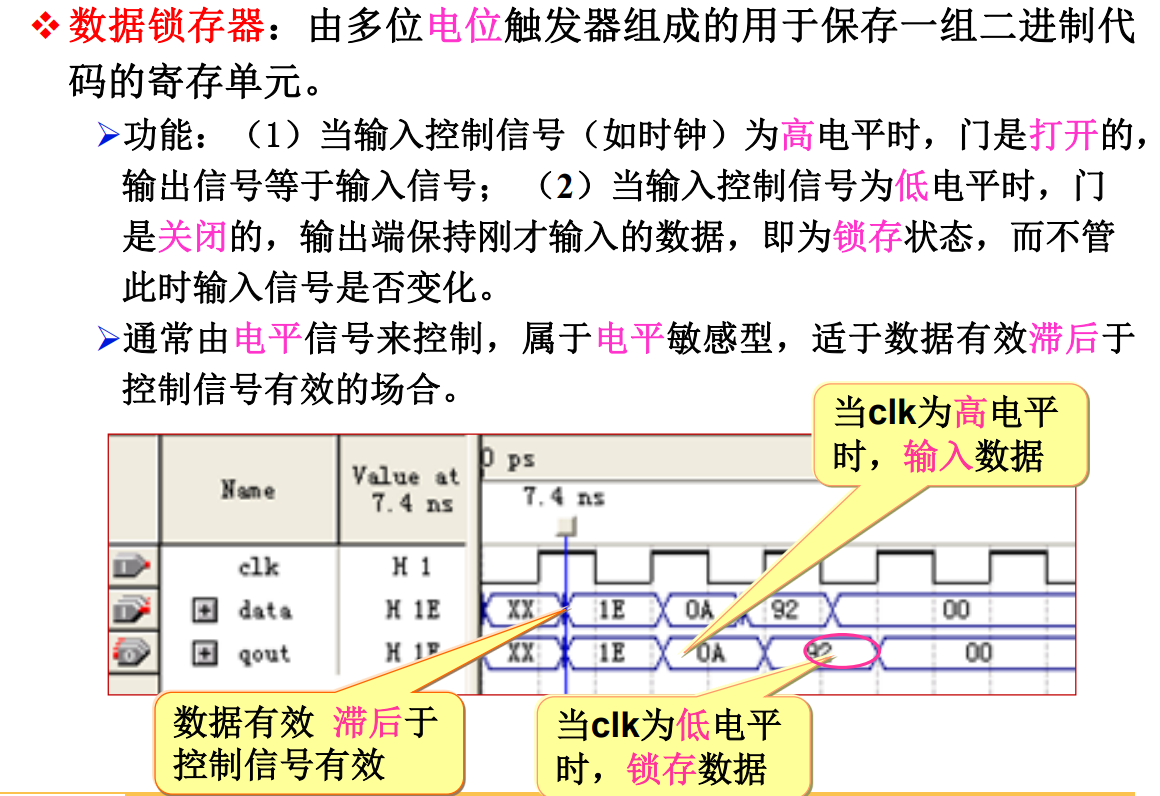 ❖数据锁存器：由多位电位触发器组成的用于保存一组二进制代
码的寄存单元。
➢功能：（1）当输入控制信号（如时钟）为高电平时，门是打开的，
输出信号等于输入信号；（2）当输入控制信号为低电平时，门
是关闭的，输出端保持刚才输入的数据，即为锁存状态，而不管
此时输入信号是否变化。
➢通常由电平信号来控制，属于电平敏感型，适于数据有效滞后于
控制信号有效的场合。
当clk为高电平
时，输入数据
Name
Value at
7.4 ns
0 ps
7.4 ns
clk H 1
data H 1E XX 1E 0A 92 00
qout H 1E XX 1E 0A 92 00
数据有效 滞后于
控制信号有效
当clk为低电平
时，锁存数据